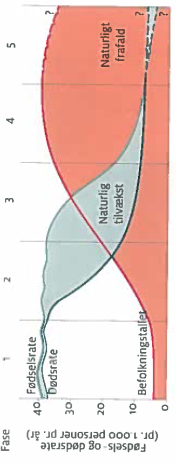 Fase 1 2 3 4 5
Fødsels- og dødsrate
(pr. 1.000 personer pr. år)
40
30
20
10
0
Fødselsrate
Dødsrate
Befolkningstallet
Naturlig
tilvækst
Naturligt
frafald
?
?